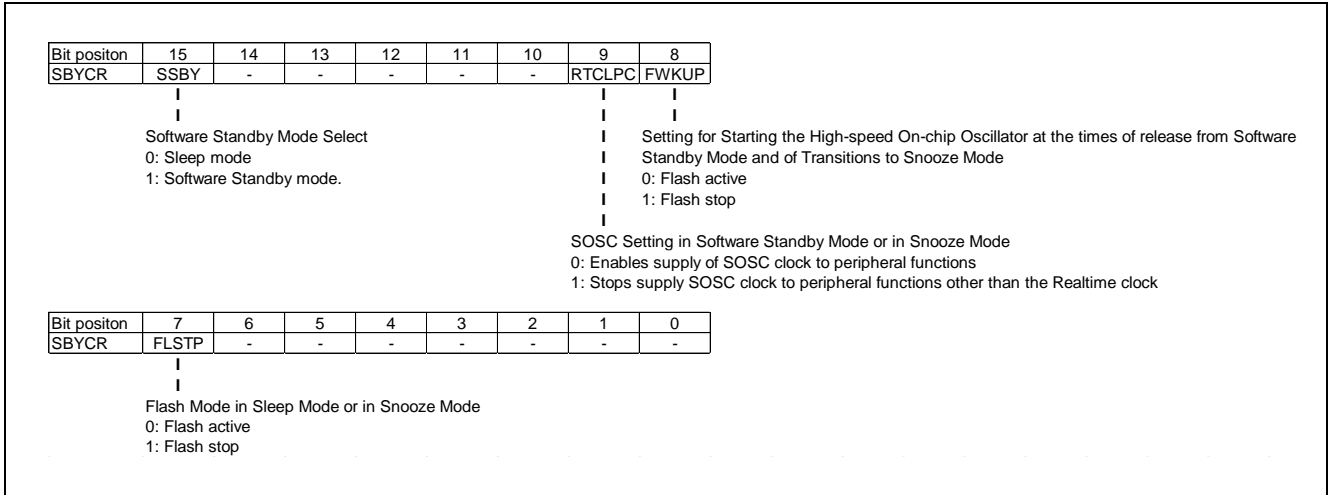 Bit positon 15 14 13 12 11 10 9 8
SBYCR SSBY - - - - - RTCLPC FWKUP
Software Standby Mode Select
0: Sleep mode
1: Software Standby mode.
Setting for Starting the High-speed On-chip Oscillator at the times of release from Software
Standby Mode and of Transitions to Snooze Mode
0: Flash active
1: Flash stop
SOSC Setting in Software Standby Mode or in Snooze Mode
0: Enables supply of SOSC clock to peripheral functions
1: Stops supply SOSC clock to peripheral functions other than the Realtime clock
Bit positon 7 6 5 4 3 2 1 0
SBYCR FLSTP - - - - - - -
Flash Mode in Sleep Mode or in Snooze Mode
0: Flash active
1: Flash stop